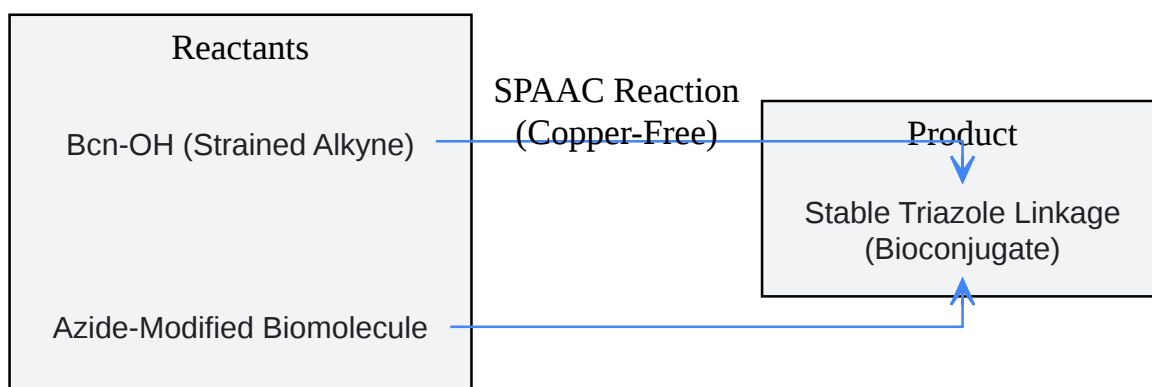 Reactants
Bcn-OH (Strained Alkyne)
Azide-Modified Biomolecule
SPAAC Reaction
(Copper-Free)
Product
Stable Triazole Linkage
(Bioconjugate)